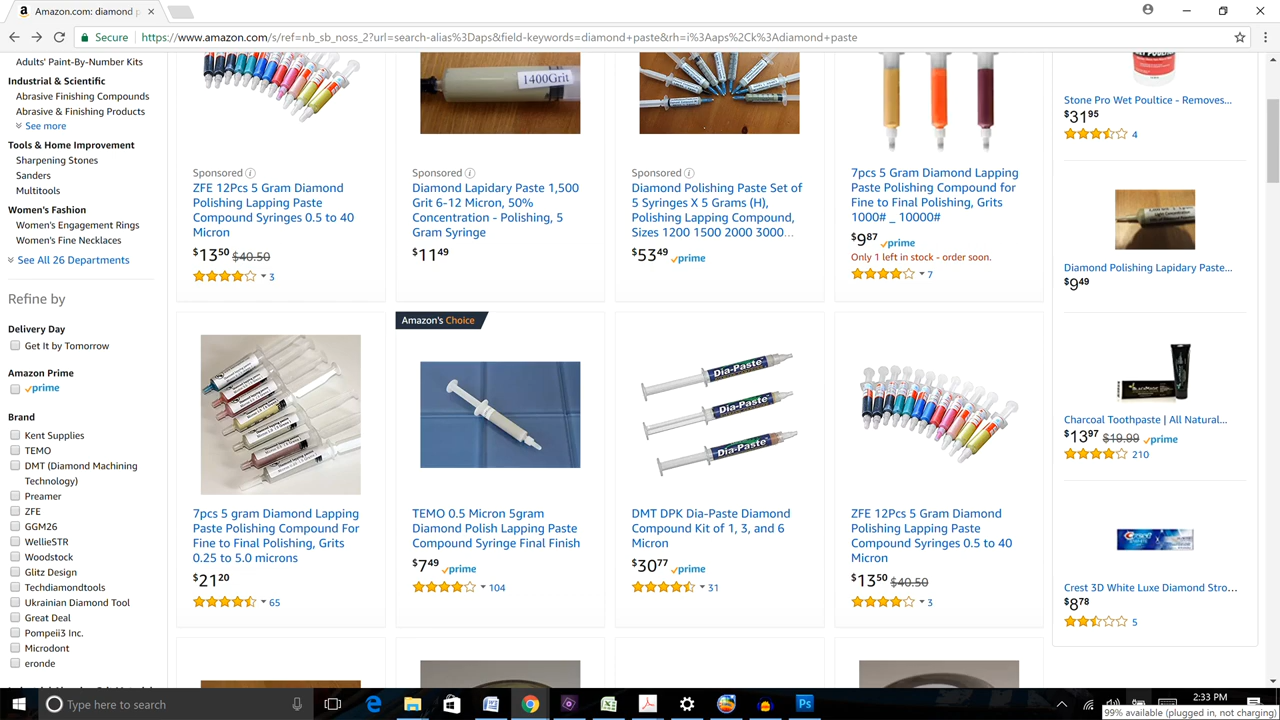 Amazon.com: diamond p
Secure
https://www.amazon.com/s/ref=nb_sb_noss_2?url=search-alias%3Daps&field-keywords=diamond+paste&rh=i%3Aaps%2Ck%3Adiamond+paste
Adults' Paint-By-Number Kits
Industrial & Scientific
Abrasive Finishing Compounds
Abrasive & Finishing Products
See more
Tools & Home Improvement
Sharpening Stones
Sanders
Multitools
Women's Fashion
Women's Engagement Rings
Women's Fine Necklaces
See All 26 Departments
Refine by
Delivery Day
Get It by Tomorrow
Amazon Prime
prime
Brand
Kent Supplies
TEMO
DMT (Diamond Machining
Technology)
Preamer
ZFE
GGM26
WellieSTR
Woodstock
Glitz Design
Techdiamondtools
Ukrainian Diamond Tool
Great Deal
Pompeii3 Inc.
Microdont
eronde
Sponsored
ZFE 12Pcs 5 Gram Diamond
Polishing Lapping Paste
Compound Syringes 0.5 to 40
Micron
$13 50 $40.50
3
1400Grit
Sponsored
Diamond Lapidary Paste 1,500
Grit 6-12 Micron, 50%
Concentration - Polishing, 5
Gram Syringe
$11 49
Sponsored
Diamond Polishing Paste Set of
5 Syringes X 5 Grams (H),
Polishing Lapping Compound,
Sizes 1200 1500 2000 3000...
$53 49 prime
7pcs 5 Gram Diamond Lapping
Paste Polishing Compound for
Fine to Final Polishing, Grits
1000# _ 10000#
$9 87 prime
Only 1 left in stock - order soon.
7
7pcs 5 gram Diamond Lapping
Paste Polishing Compound For
Fine to Final Polishing, Grits
0.25 to 5.0 microns
$21 20
65
Amazon's Choice
TEMO 0.5 Micron 5gram
Diamond Polish Lapping Paste
Compound Syringe Final Finish
$7 49 prime
104
Dia-Paste
Dia-Paste
Dia-Paste
DMT DPK Dia-Paste Diamond
Compound Kit of 1, 3, and 6
Micron
$30 77 prime
31
ZFE 12Pcs 5 Gram Diamond
Polishing Lapping Paste
Compound Syringes 0.5 to 40
Micron
$13 50 $40.50
3
Stone Pro Wet Poultice - Removes...
$31 95
4
Diamond Polishing Lapidary Paste...
$9 49
Charcoal Toothpaste | All Natural...
$13 97 $19.99 prime
210
Crest 3D White Luxe Diamond Stro...
$8 78
5
Type here to search
2:33 PM
99% available (plugged in, not charging)